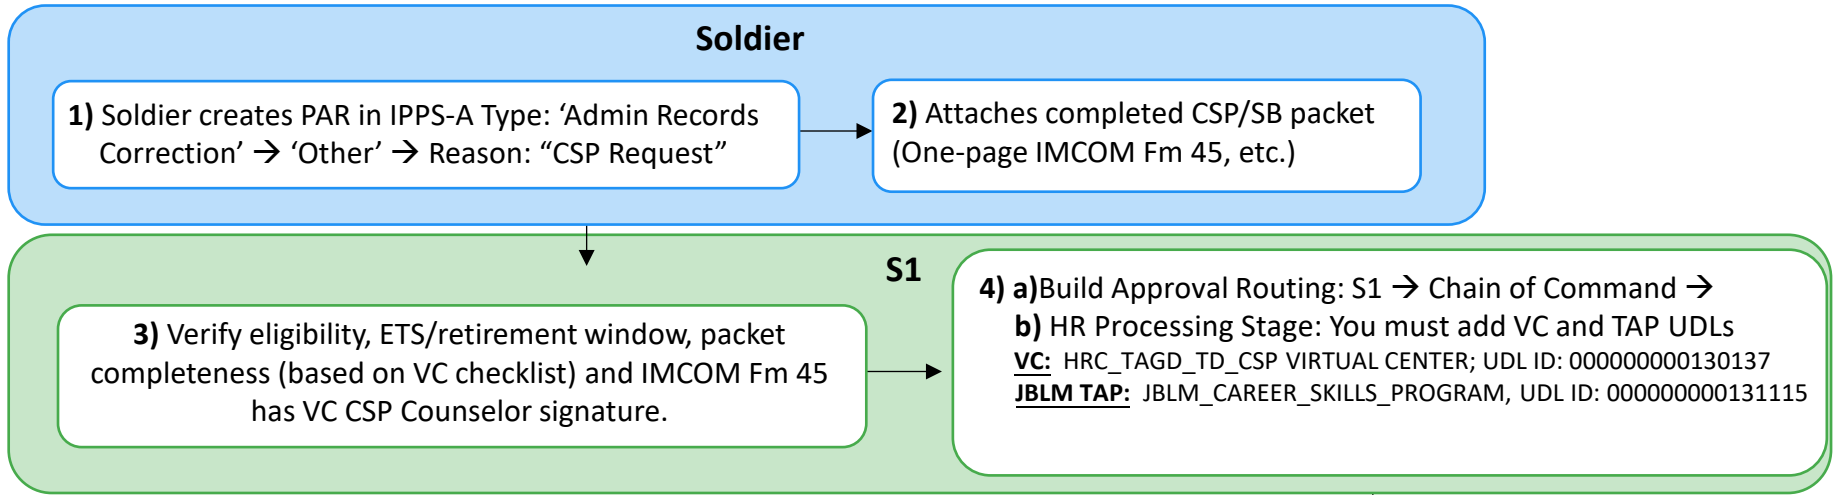 Soldier
1) Soldier creates PAR in IPPS-A Type: ‘Admin Records
Correction’ → ‘Other’ → Reason: “CSP Request”
2) Attaches completed CSP/SB packet
(One-page IMCOM Fm 45, etc.)
S1
3) Verify eligibility, ETS/retirement window, packet
completeness (based on VC checklist) and IMCOM Fm 45
has VC CSP Counselor signature.
4) a)Build Approval Routing: S1 → Chain of Command →
b) HR Processing Stage: You must add VC and TAP UDLs
VC: HRC_TAGD_TD_CSP VIRTUAL CENTER; UDL ID: 000000000130137
JBLM TAP: JBLM_CAREER_SKILLS_PROGRAM, UDL ID: 000000000131115